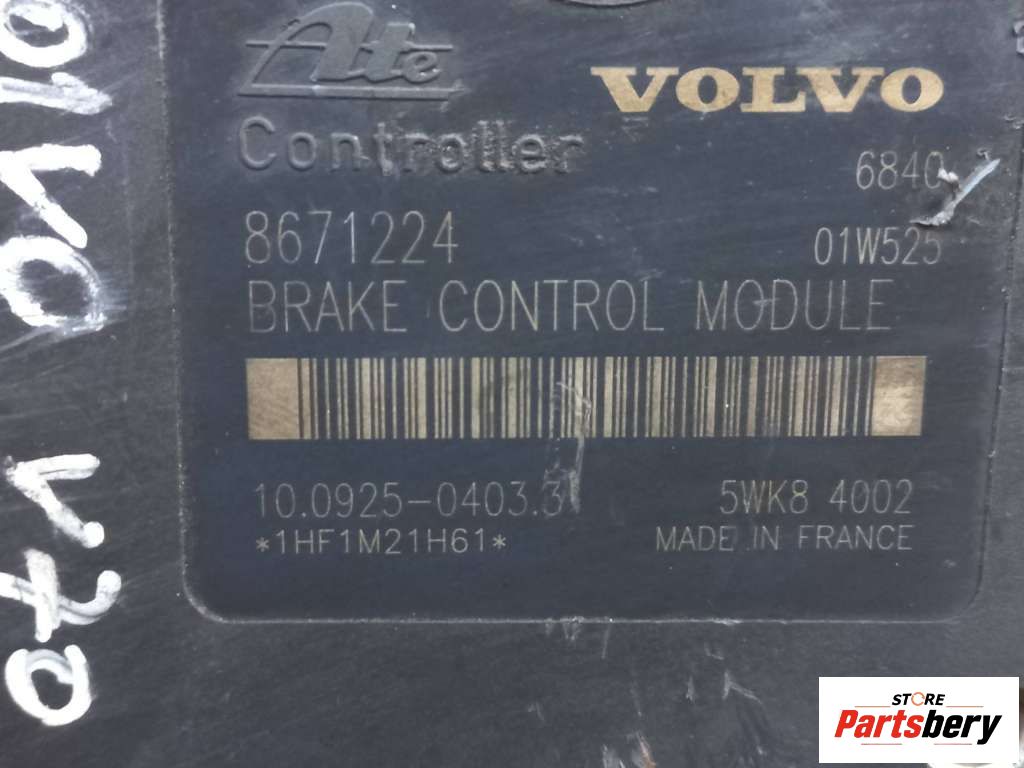 Ate
VOLVO
Controller
6840
8671224
01W525
BRAKE CONTROL MODULE
10.0925-0403.3
5WK8 4002
*1HF1M21H61*
MADE IN FRANCE
V70
STORE
Partsbery